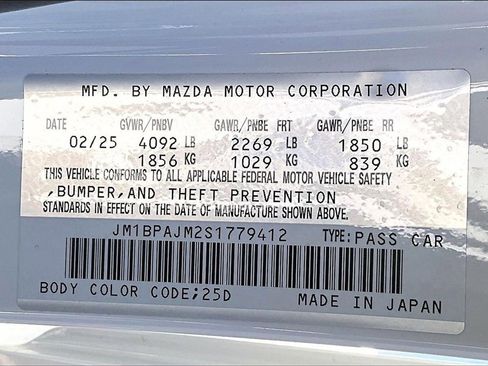 MFD. BY MAZDA MOTOR CORPORATION
DATE GVWR/PNBV GAWR/PNBE FRT GAWR/PNBE RR
02/25 4092 LB 2269 LB 1850 LB
1856 KG 1029 KG 839 KG
THIS VEHICLE CONFORMS TO ALL APPLICABLE FEDERAL MOTOR VEHICLE SAFETY
,BUMPER,AND THEFT PREVENTION
STANDARDS IN EFFECT ON THE DATE OF MANUFACTURE SHOWN ABOVE.
JM1BPAJM2S1779412 TYPE:PASS CAR
BODY COLOR CODE;25D MADE IN JAPAN